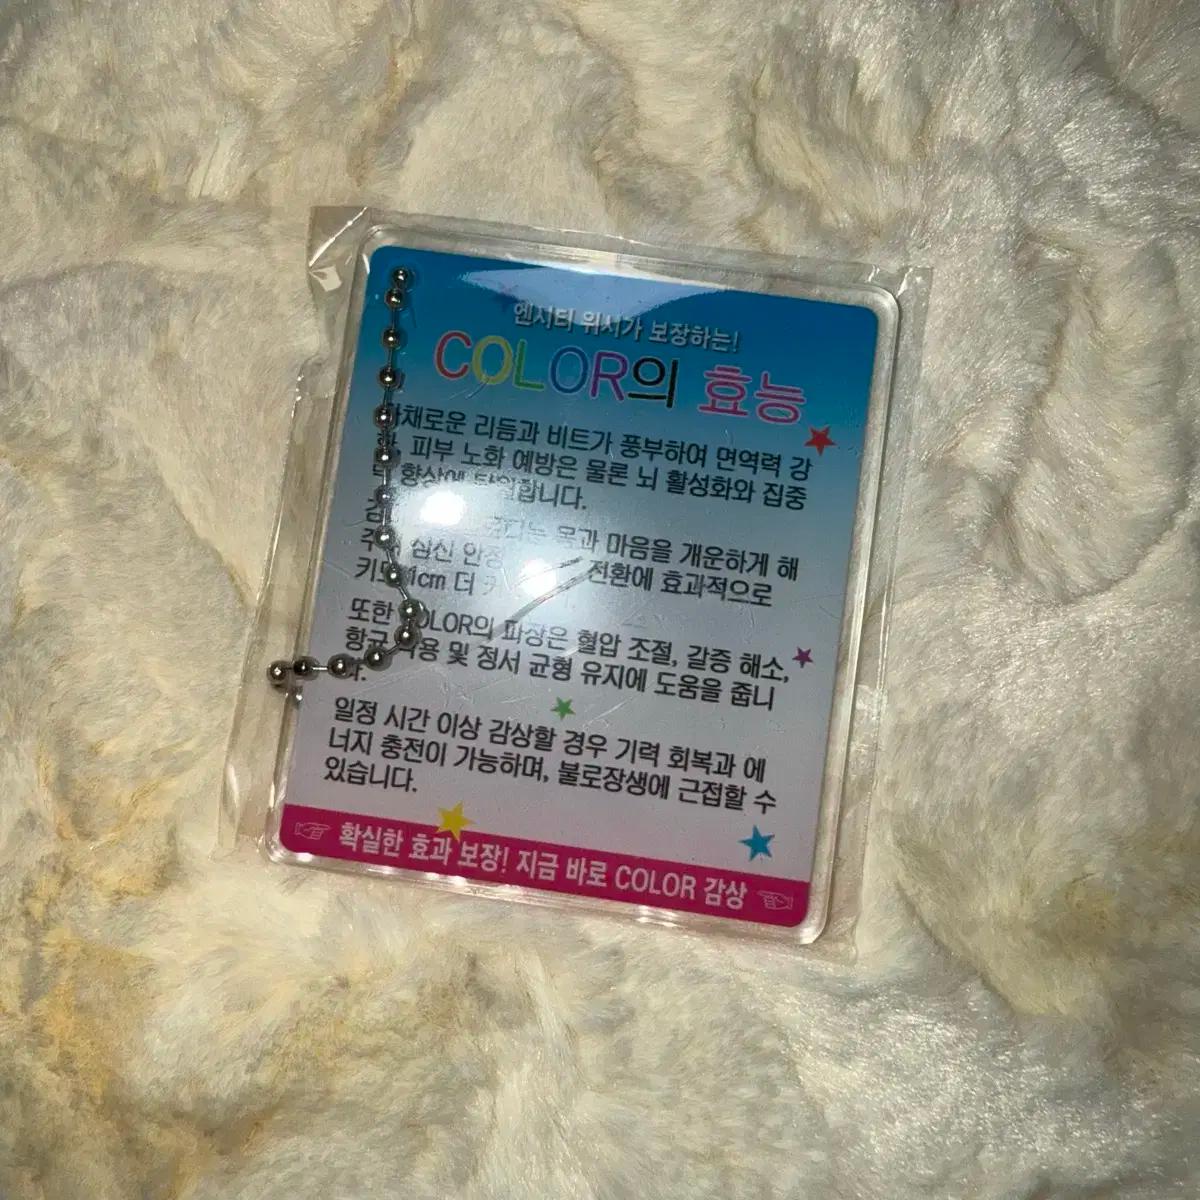 엔시티 위시가 보장하는!
COLOR의 효능
다채로운 리듬과 비트가 풍부하여 면역력 강
피부 노화 예방은 물론 뇌 활성화와 집중
향상에 탁월합니다.
몸과 마음을 개운하게 해
심신 안정 전환에 효과적으로
1cm 더
또한 COLOR의 파장은 혈압 조절, 갈증 해소,
항균 작용 및 정서 균형 유지에 도움을 줍니
다.
일정 시간 이상 감상할 경우 기력 회복과 에
너지 충전이 가능하며, 불로장생에 근접할 수
있습니다.
확실한 효과 보장! 지금 바로 COLOR 감상